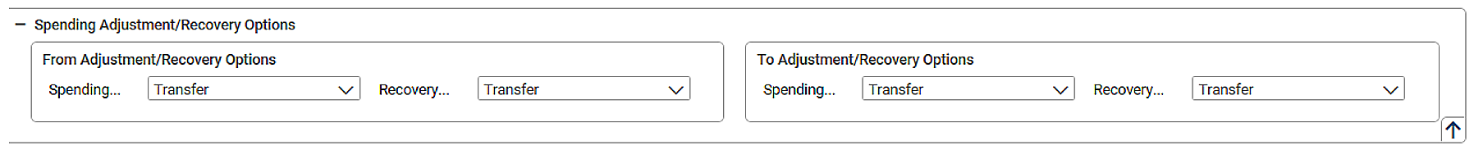 Spending Adjustment/Recovery Options
From Adjustment/Recovery Options
Spending... Transfer Recovery... Transfer
To Adjustment/Recovery Options
Spending... Transfer Recovery... Transfer